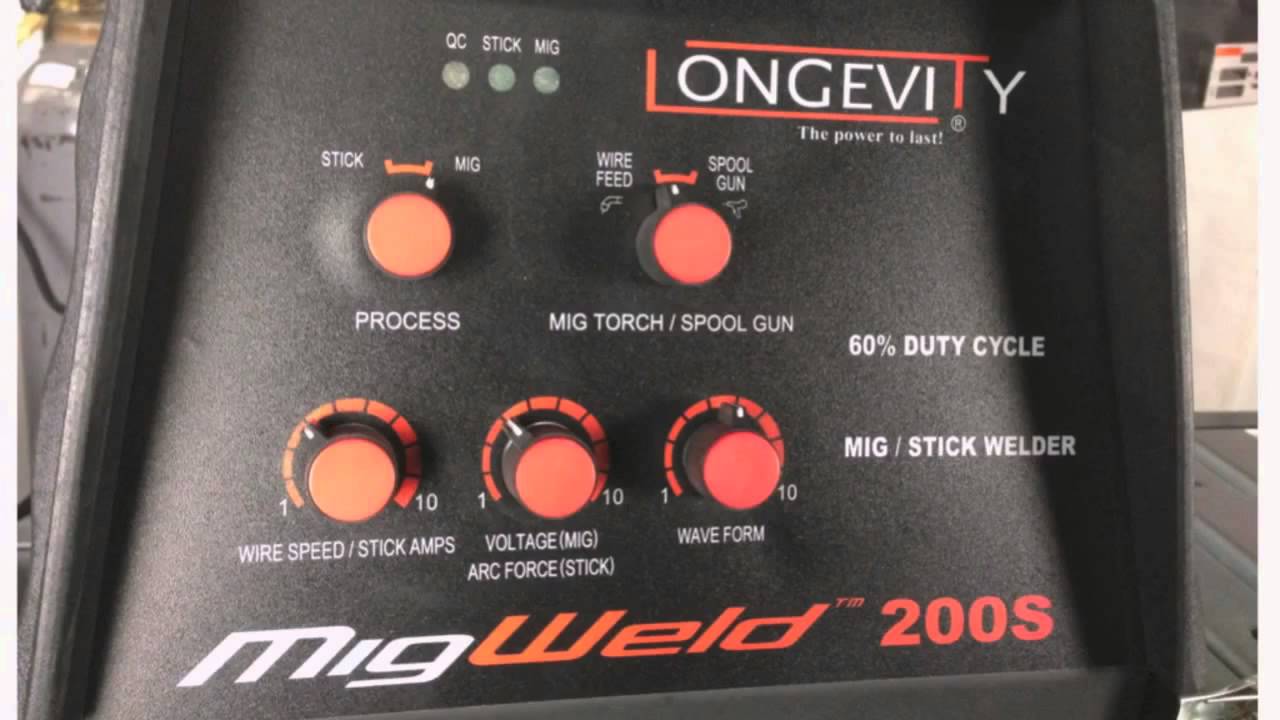 QC STICK MIG
LONGEVITY®
The power to last!
STICK MIG
WIRE FEED
SPOOL GUN
PROCESS
MIG TORCH / SPOOL GUN
60% DUTY CYCLE
MIG / STICK WELDER
1 10
1 10
1 10
WIRE SPEED / STICK AMPS
VOLTAGE (MIG)
ARC FORCE (STICK)
WAVE FORM
MigWeld™ 200S